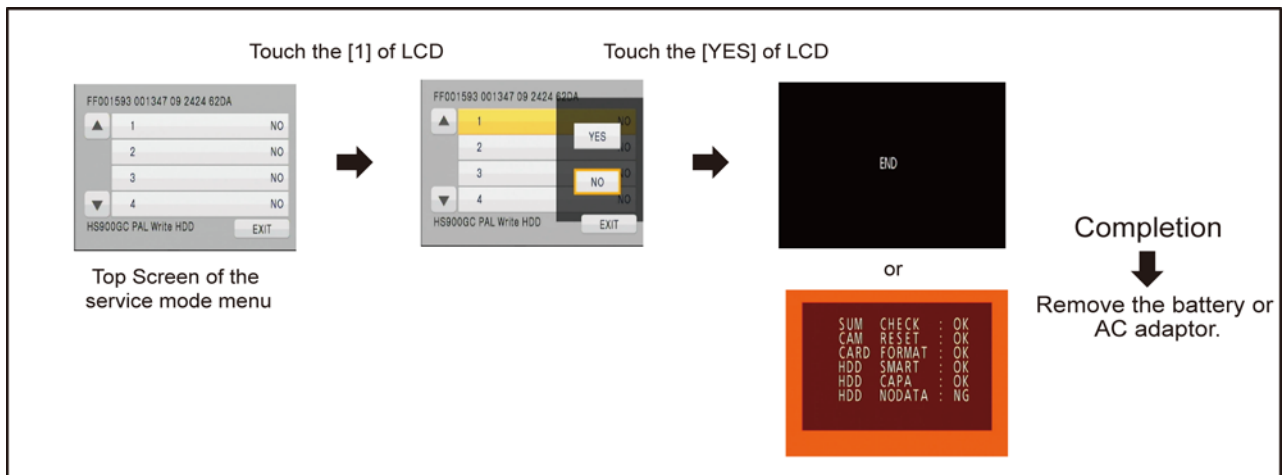 Touch the [1] of LCD
Touch the [YES] of LCD
FF001593 001347 09 2424 62DA
1 NO
2 NO
3 NO
4 NO
HS900GC PAL Write HDD EXIT
Top Screen of the
service mode menu
FF001593 001347 09 2424 62DA
1 NO
YES
2 NO
3 NO
NO
4 NO
HS900GC PAL Write HDD EXIT
END
or
SUM CHECK : OK
CAM RESET : OK
CARD FORMAT : OK
HDD SMART : OK
HDD CAPA : OK
HDD NODATA : NG
Completion
Remove the battery or
AC adaptor.